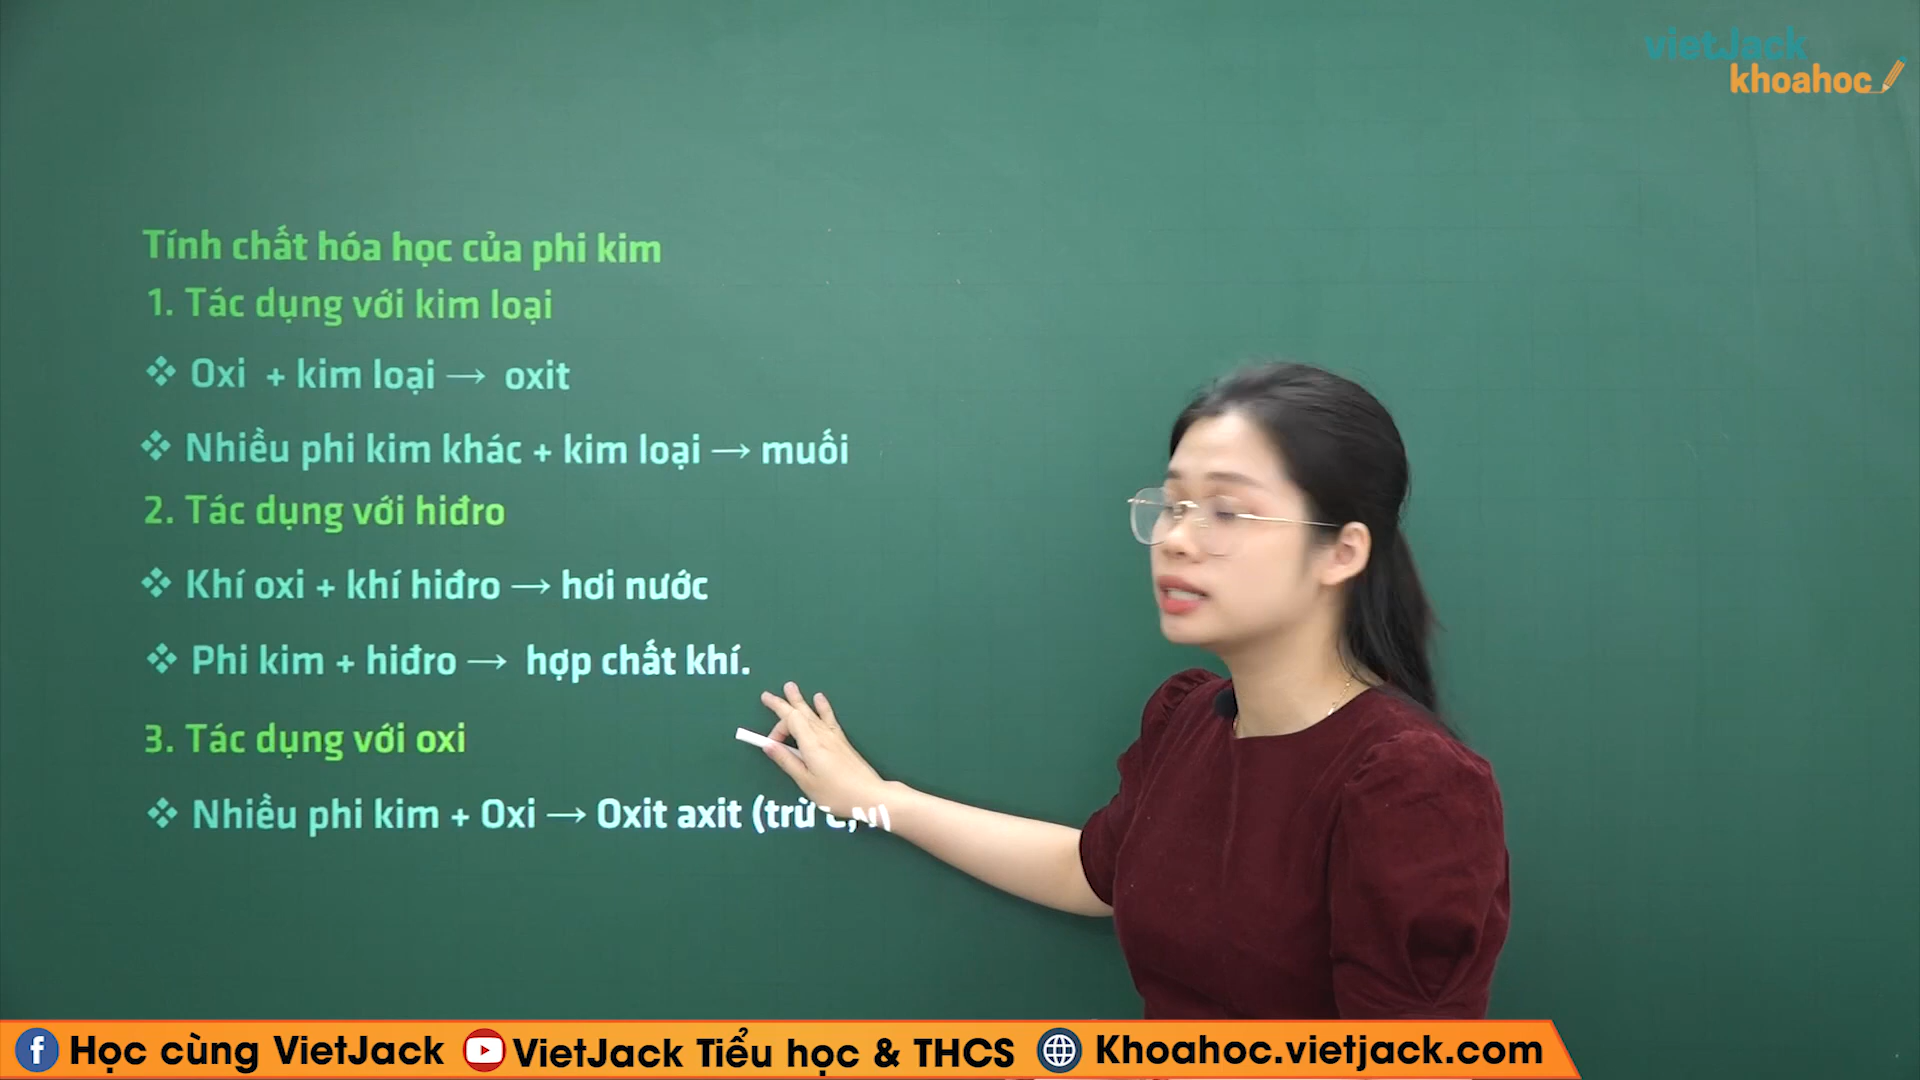 vietJack
khoahoc
Tính chất hóa học của phi kim
1. Tác dụng với kim loại
❖ Oxi + kim loại → oxit
❖ Nhiều phi kim khác + kim loại → muối
2. Tác dụng với hiđro
❖ Khí oxi + khí hiđro → hơi nước
❖ Phi kim + hiđro → hợp chất khí.
3. Tác dụng với oxi
❖ Nhiều phi kim + Oxi → Oxit axit (trừ
Học cùng VietJack VietJack Tiểu học & THCS Khoahoc.vietjack.com